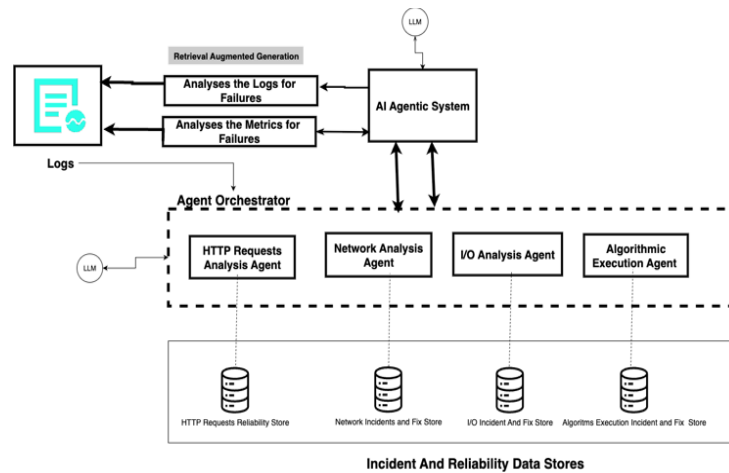 LLM
Retrieval Augmented Generation
Analyses the Logs for
Failures
AI Agentic System
Analyses the Metrics for
Failures
Logs
Agent Orchestrator
HTTP Requests
Analysis Agent
Network Analysis
Agent
I/O Analysis Agent
Algorithmic
Execution Agent
LLM
HTTP Requests Reliability Store
Network Incidents and Fix Store
I/O Incident And Fix Store
Algoritms Execution Incident and Fix Store
Incident And Reliability Data Stores